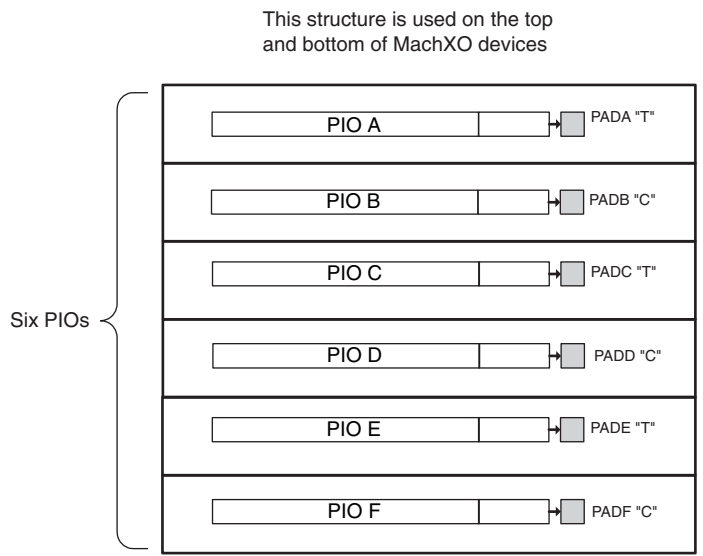 This structure is used on the top
and bottom of MachXO devices
PIO A
PADA "T"
PIO B
PADB "C"
PIO C
PADC "T"
Six PIOs
PIO D
PADD "C"
PIO E
PADE "T"
PIO F
PADF "C"